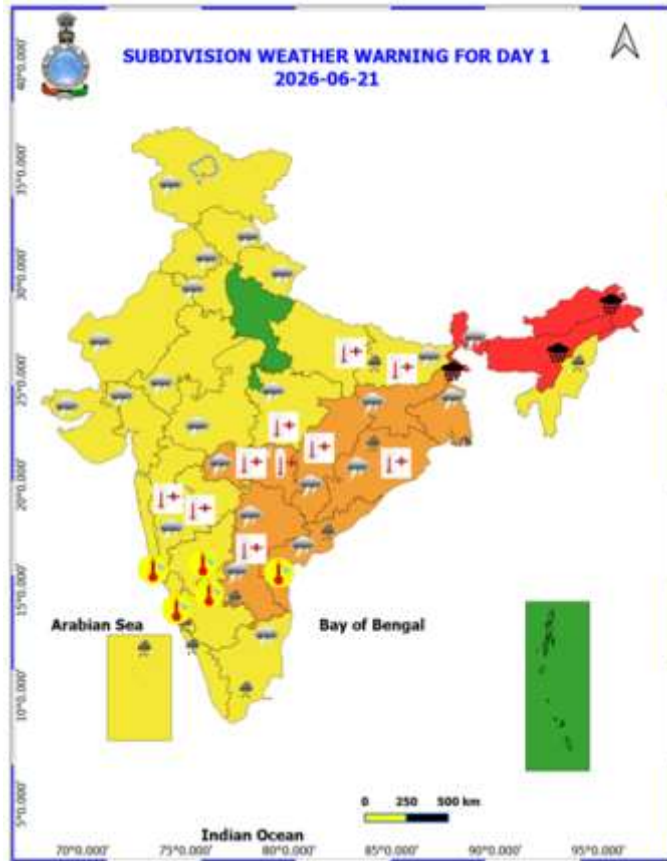 SUBDIVISION WEATHER WARNING FOR DAY 1
2026-06-21
40°0.000'
35°0.000'
30°0.000'
25°0.000'
20°0.000'
15°0.000'
10°0.000'
5°0.000'
Arabian Sea
Bay of Bengal
0 250 500 km
Indian Ocean
70°0.000' 75°0.000' 80°0.000' 85°0.000' 90°0.000' 95°0.000'